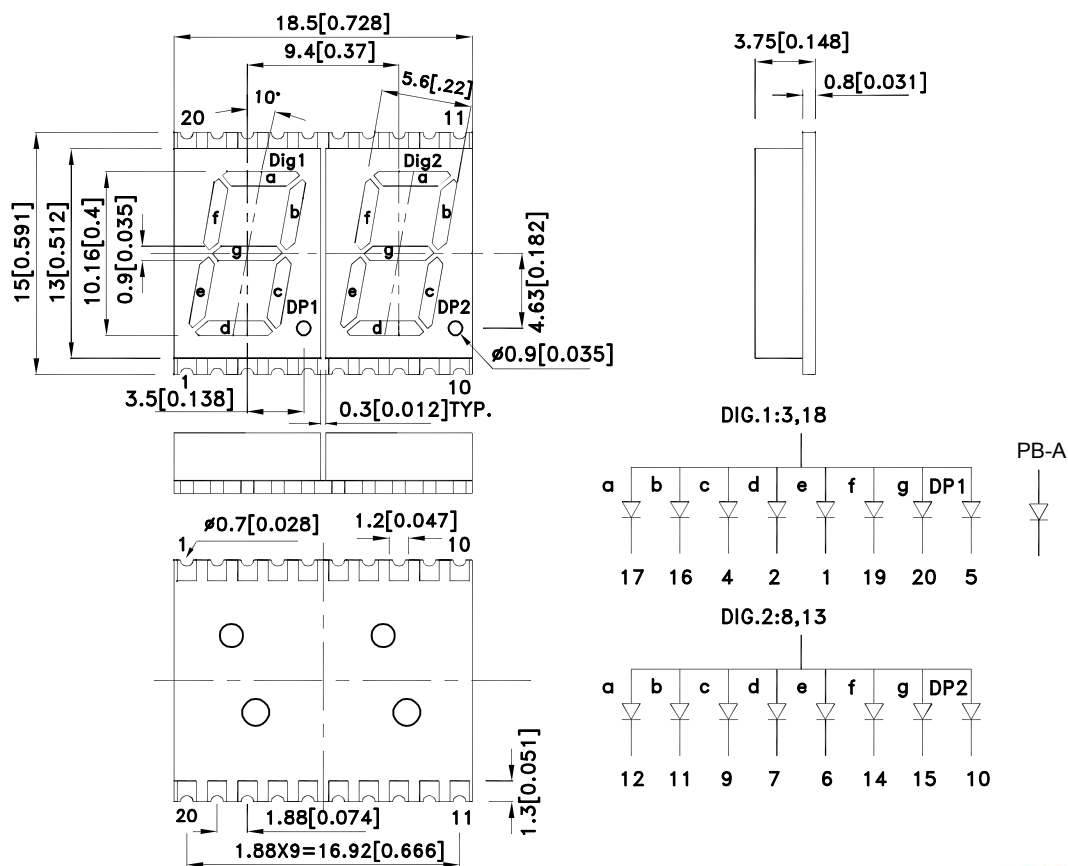 18.5[0.728]
9.4[0.37]
5.6[.22]
10°
20
11
Dig1
Dig2
a
b
c
d
e
f
g
DP1
a
b
c
d
e
f
g
DP2
15[0.591]
13[0.512]
10.16[0.4]
0.9[0.035]
4.63[0.182]
ø0.9[0.035]
1
10
3.5[0.138]
0.3[0.012]TYP.
3.75[0.148]
0.8[0.031]
ø0.7[0.028]
1.2[0.047]
1
10
20
11
1.88[0.074]
1.3[0.051]
1.88X9=16.92[0.666]
DIG.1:3,18
a b c d e f g DP1
17 16 4 2 1 19 20 5
PB-A
DIG.2:8,13
a b c d e f g DP2
12 11 9 7 6 14 15 10